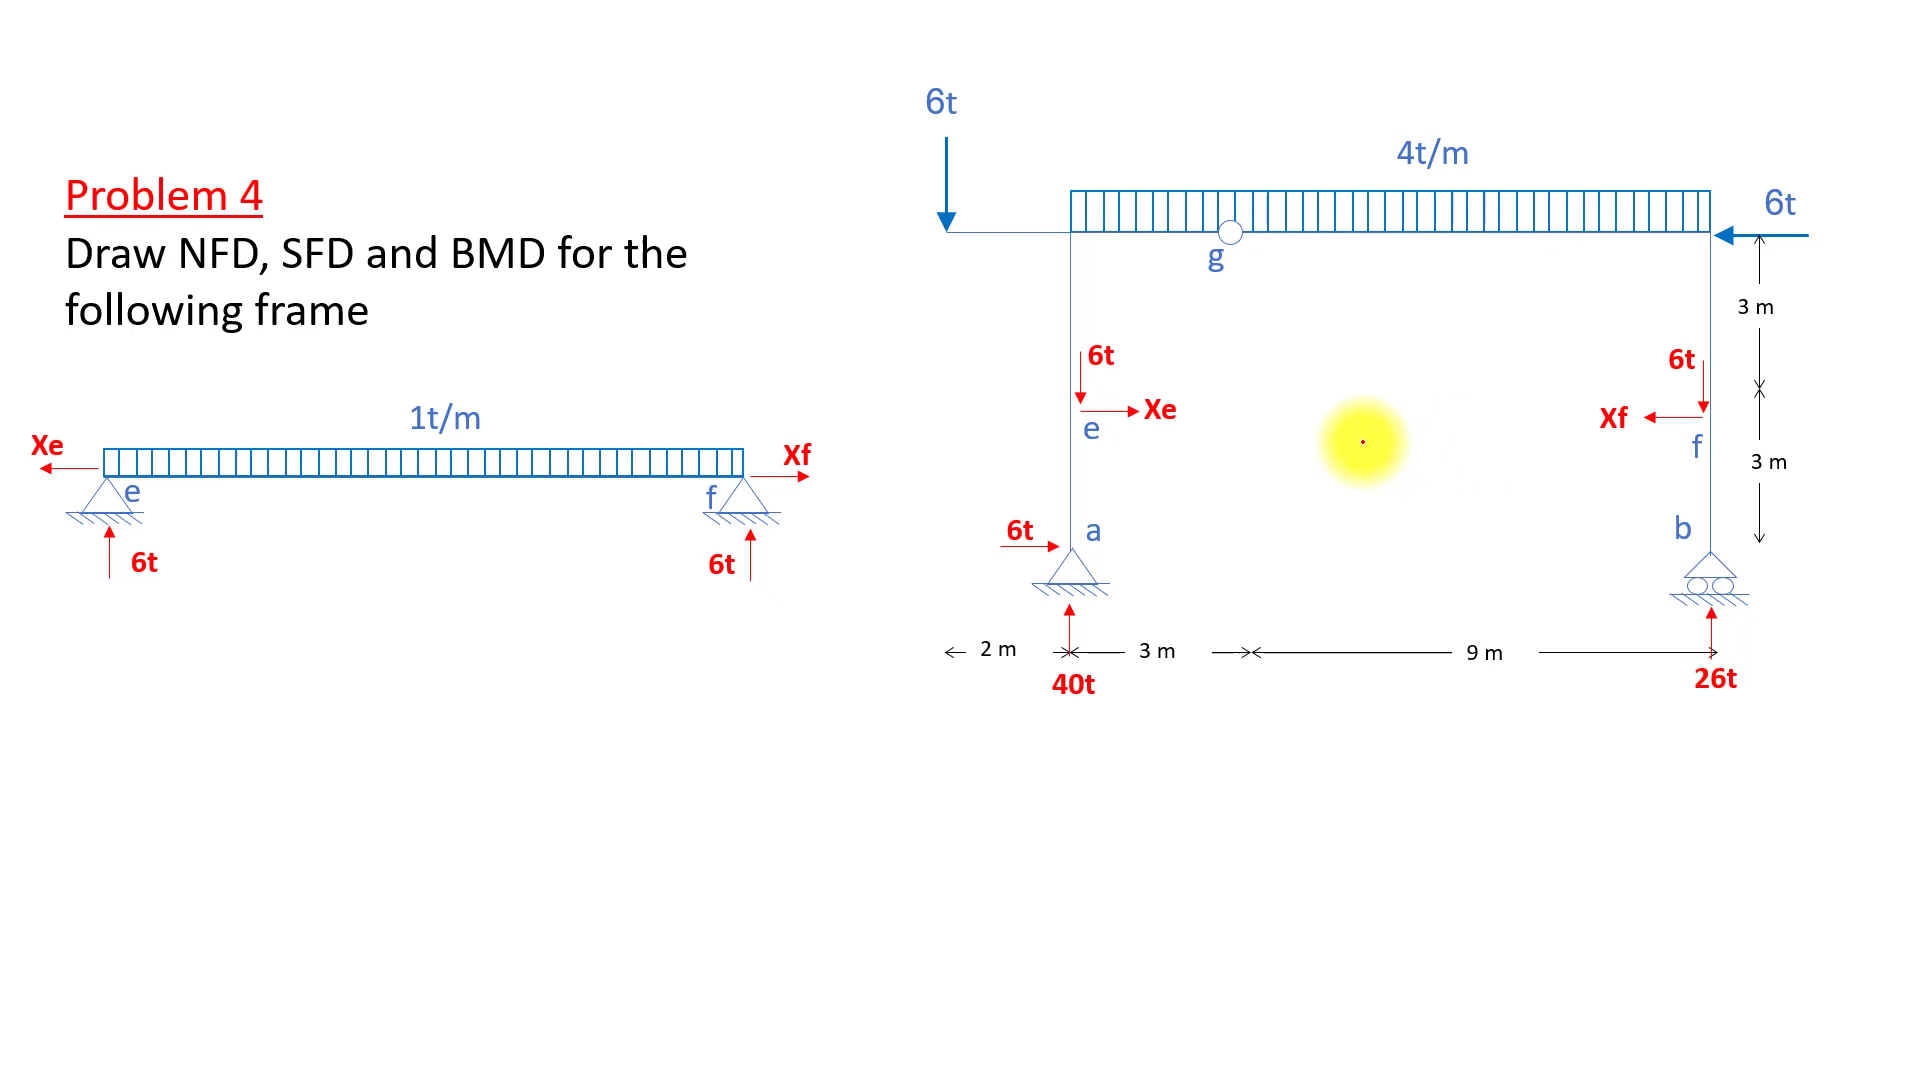 Problem 4
Draw NFD, SFD and BMD for the
following frame
1t/m
Xe
Xf
e
f
6t
6t
6t
4t/m
6t
g
3 m
6t
6t
Xe
Xf
e
f
3 m
6t
a
b
2 m
3 m
9 m
40t
26t